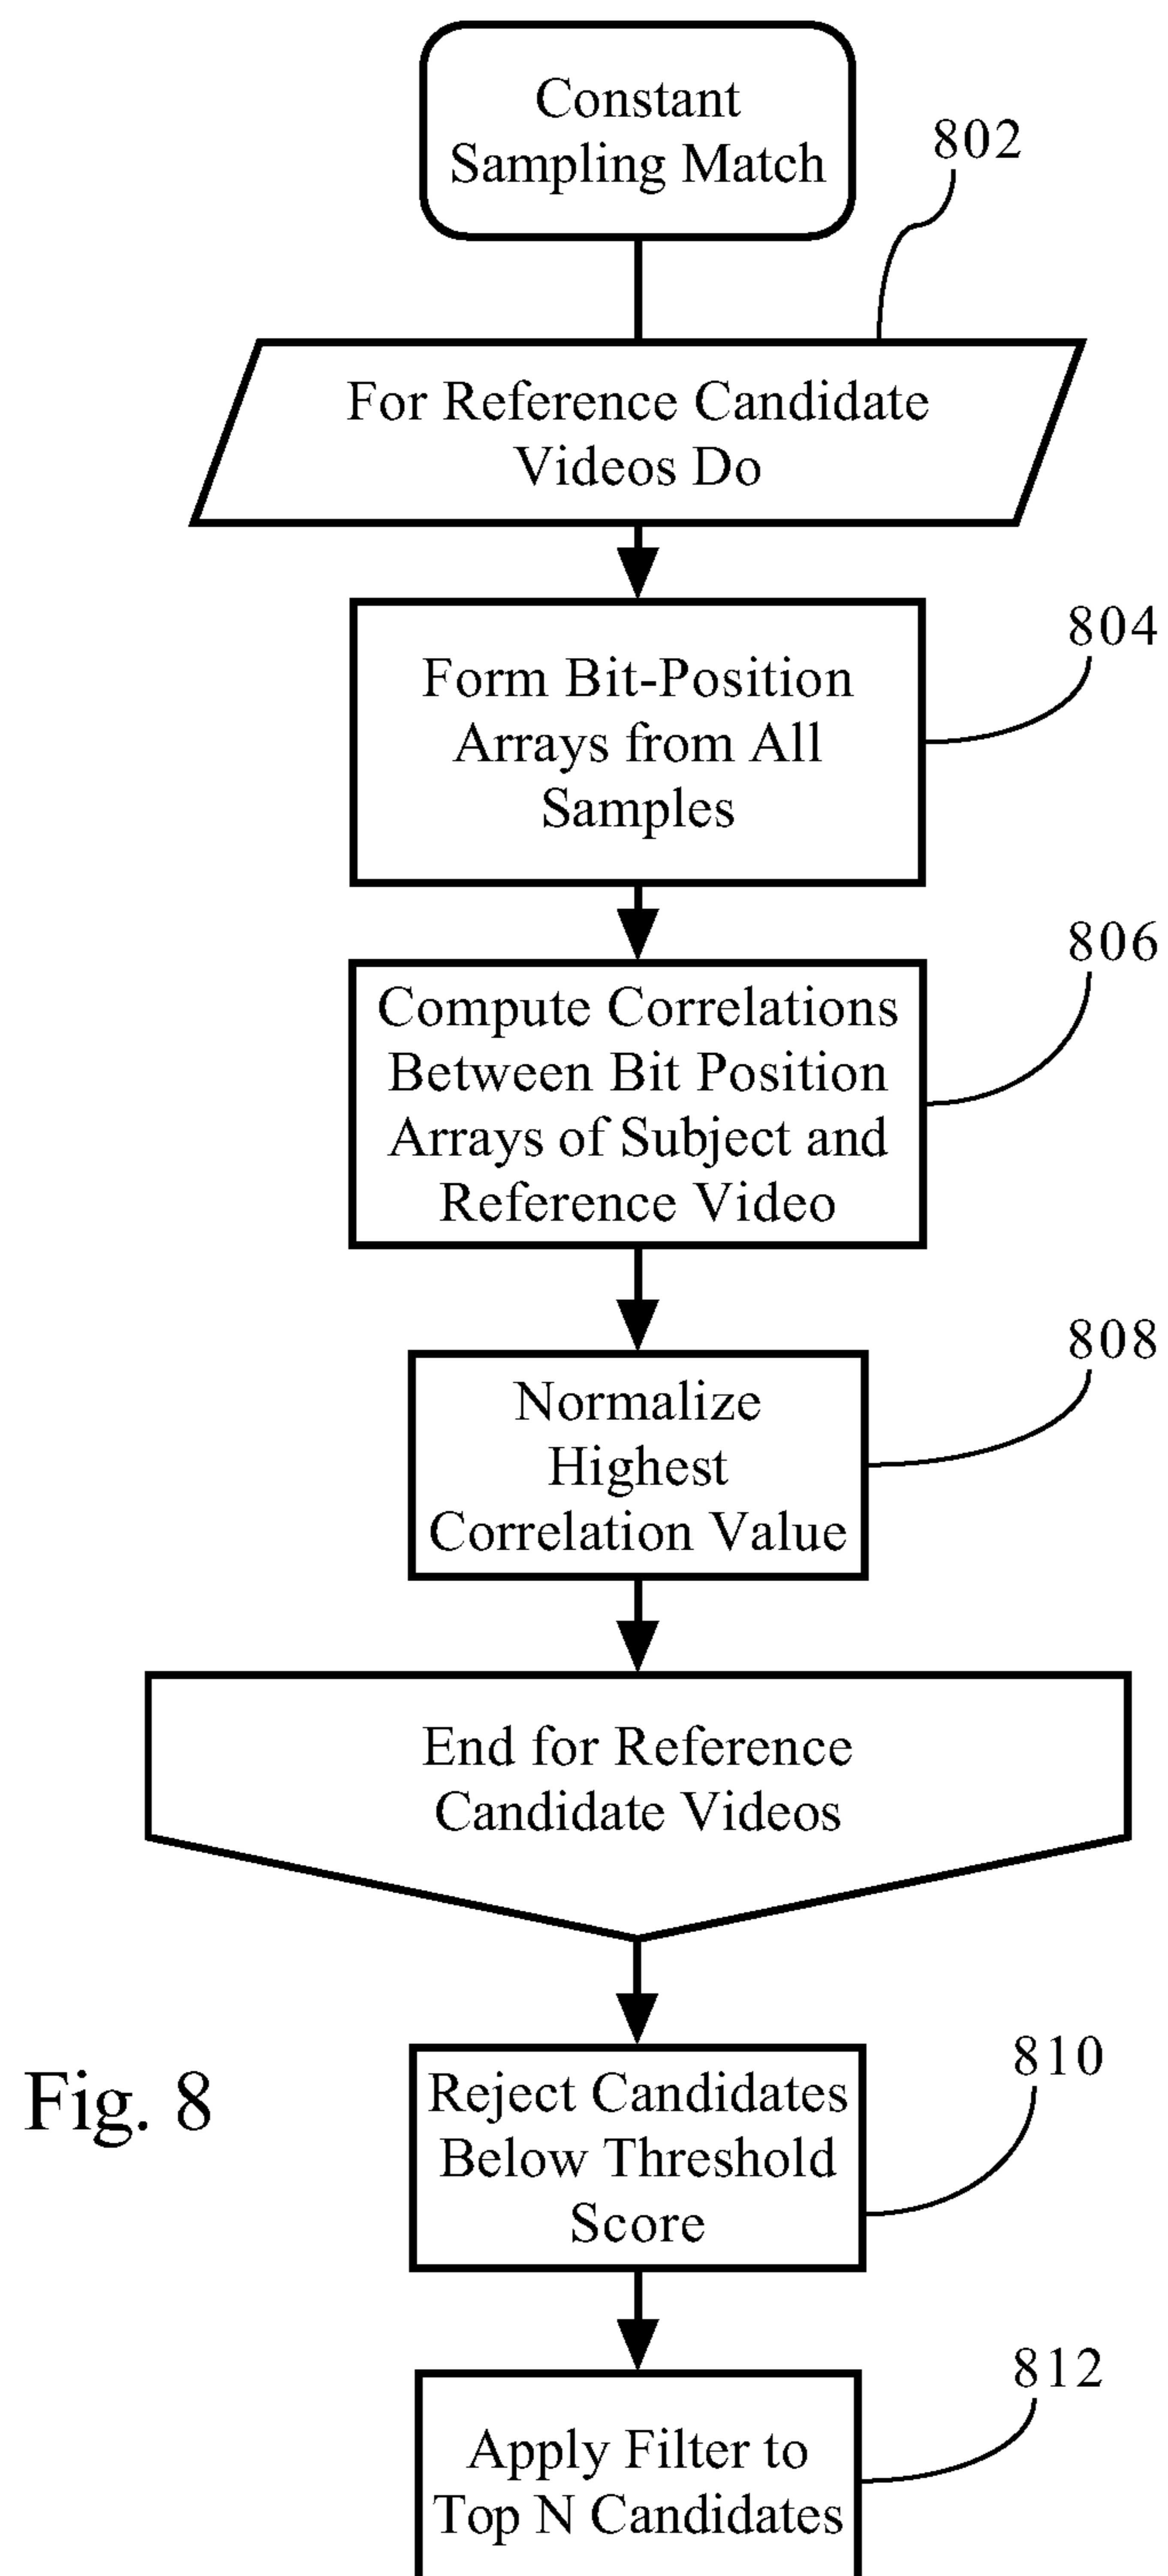 Constant
Sampling Match
802
For Reference Candidate
Videos Do
804
Form Bit-Position
Arrays from All
Samples
806
Compute Correlations
Between Bit Position
Arrays of Subject and
Reference Video
808
Normalize
Highest
Correlation Value
End for Reference
Candidate Videos
810
Fig. 8
Reject Candidates
Below Threshold
Score
812
Apply Filter to
Top N Candidates